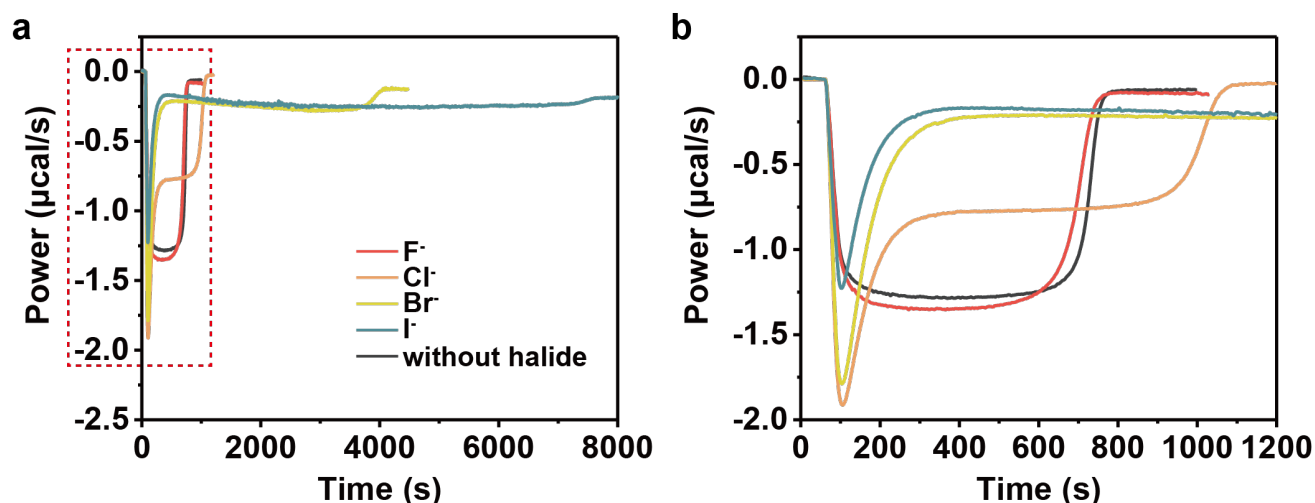 a
0.0
-0.5
-1.0
-1.5
-2.0
-2.5
Power (µcal/s)
F⁻
Cl⁻
Br⁻
I⁻
without halide
0
2000
4000
6000
8000
Time (s)
b
0.0
-0.5
-1.0
-1.5
-2.0
Power (µcal/s)
0
200
400
600
800
1000
1200
Time (s)